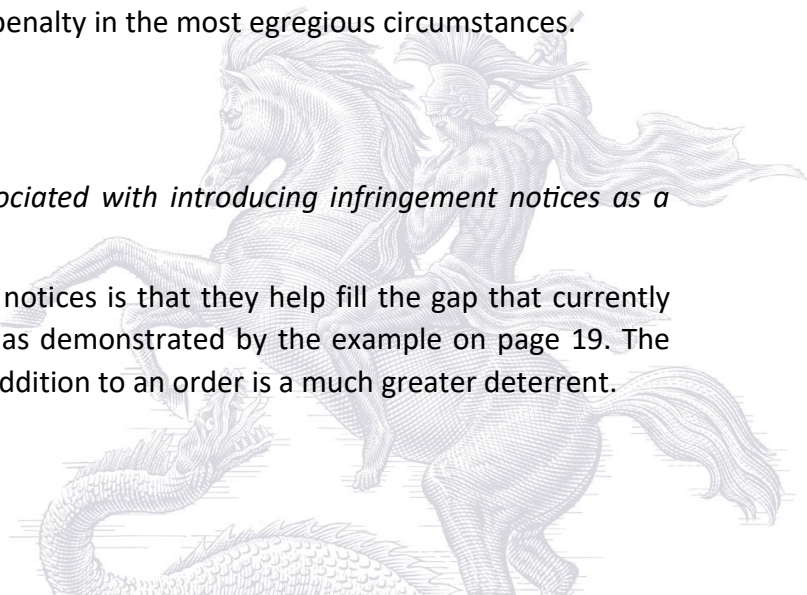 penalty in the most egregious circumstances.
ociated with introducing infringement notices as a
notices is that they help fill the gap that currently
as demonstrated by the example on page 19. The
ddition to an order is a much greater deterrent.